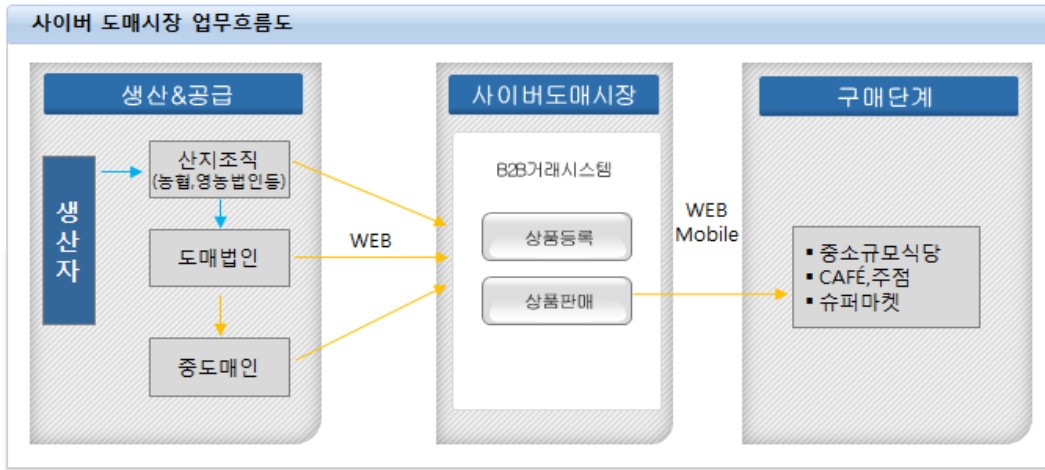 사이버 도매시장 업무흐름도
생산&공급
생산자
산지조직
(농협,영농법인등)
도매법인
중도매인
WEB
사이버도매시장
B2B거래시스템
상품등록
상품판매
WEB
Mobile
구매단계
▪ 중소규모식당
▪ CAFÉ,주점
▪ 슈퍼마켓